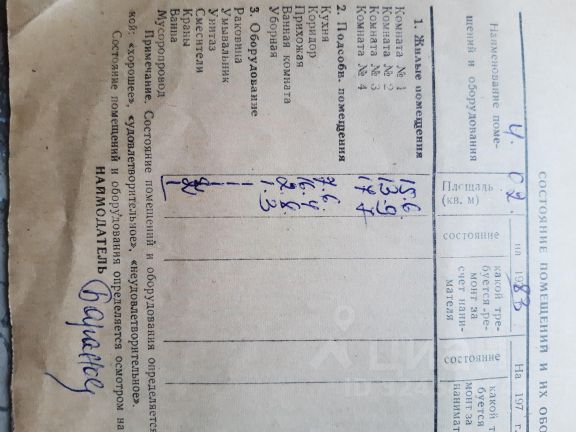 СОСТОЯНИЕ ПОМЕЩЕНИЙ И ИХ ОБО
Наименование поме-
щений и оборудования
Площадь
(кв. м)
4. 02. на 1983.
состояние
какой тре-
буется ре-
монт за
счет нани-
мателя
На 197 г.
состояние
какой т
буется
монт за
нанимат
1. Жилые помещения
Комната № 1 15.6
Комната № 2 13.9
Комната № 3 17.7
Комната № 4
2. Подсобн. помещения
Кухня 7.6
Коридор 16.4
Прихожая
Ванная комната 2.8
Уборная 1.3
3. Оборудование
Раковина
Умывальник
Унитаз
Смесители
Краны
Ванна
Мусоропровод
Примечание. Состояние помещений и оборудования определяется
кой: «хорошее», «удовлетворительное», «неудовлетворительное».
Состояние помещений и оборудования определяется осмотром на
НАИМОДАТЕЛЬ